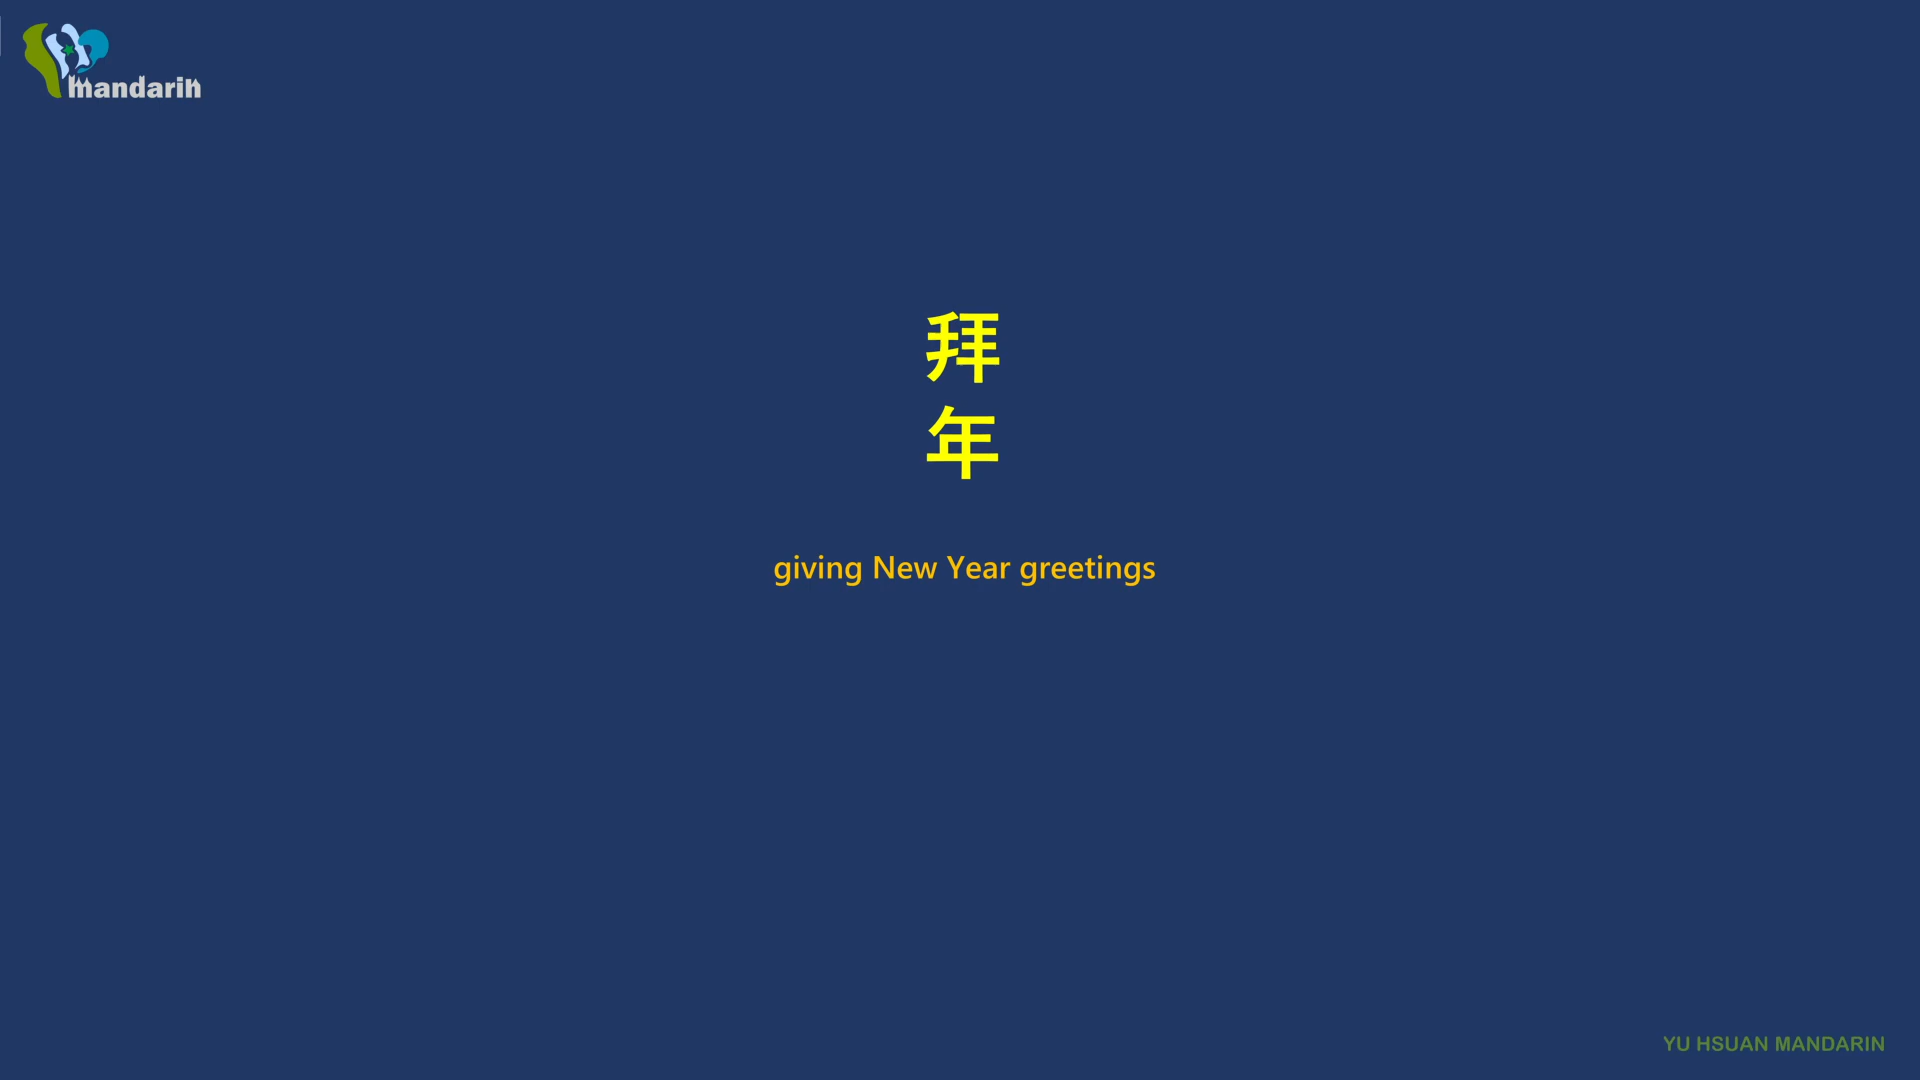 mandarin
拜
年
giving New Year greetings
YU HSUAN MANDARIN